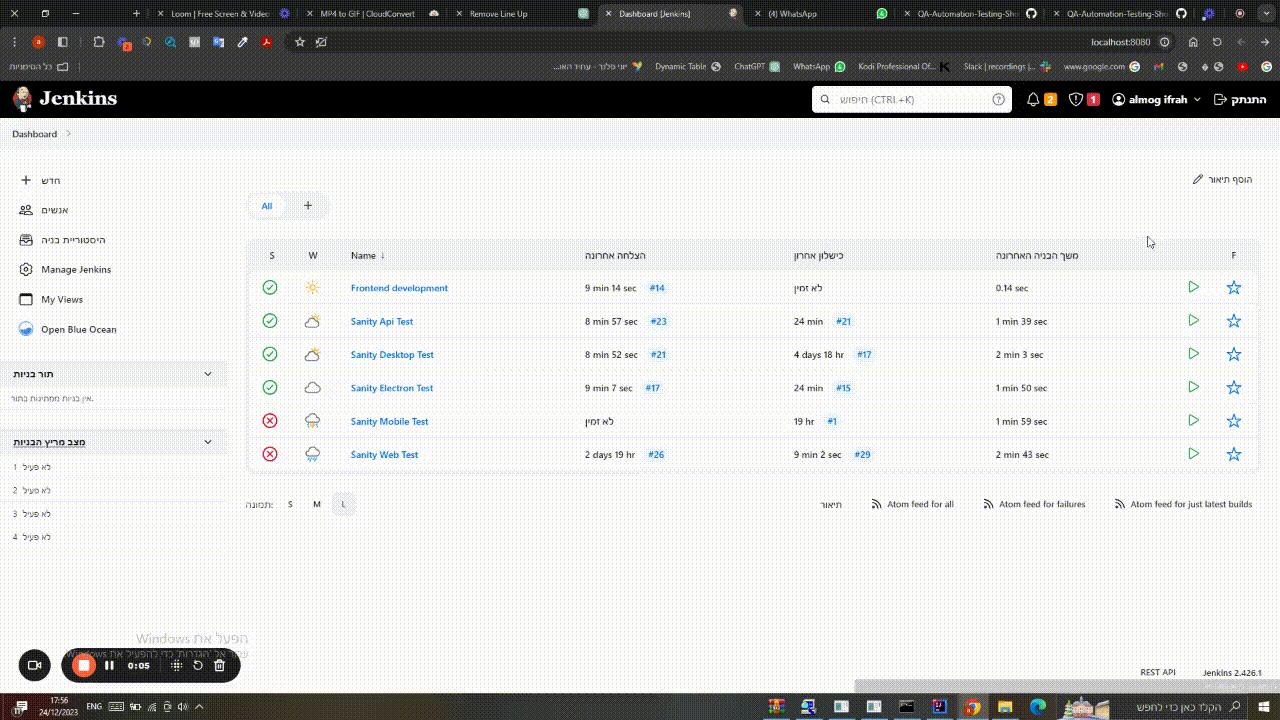 Loom | Free Screen & Video
MP4 to GIF | CloudConvert
Remove Line Up
Dashboard [Jenkins]
(4) WhatsApp
QA-Automation-Testing-Sho
QA-Automation-Testing-Sho
localhost:8080
כל הסימניות
Dynamic Table
ChatGPT
WhatsApp
Kodi Professional Of...
Slack | recordings |...
www.google.com
Jenkins
חיפוש (CTRL+K)
2
1
almog ifrah
התנתק
Dashboard
חדש
אנשים
היסטוריית בניה
Manage Jenkins
My Views
Open Blue Ocean
תור בניות
אין בניות ממתינות בתור.
מצב מריץ הבניות
1 לא פעיל
2 לא פעיל
3 לא פעיל
4 לא פעיל
הוסף תיאור
All +
S W Name ↓ הצלחה אחרונה כישלון אחרון משך הבניה האחרונה F
Frontend development 9 min 14 sec #14 לא זמין 0.14 sec
Sanity Api Test 8 min 57 sec #23 24 min #21 1 min 39 sec
Sanity Desktop Test 8 min 52 sec #21 4 days 18 hr #17 2 min 3 sec
Sanity Electron Test 9 min 7 sec #17 24 min #15 1 min 50 sec
Sanity Mobile Test לא זמין 19 hr #1 1 min 59 sec
Sanity Web Test 2 days 19 hr #26 9 min 2 sec #29 2 min 43 sec
תמונה: S M L
תיאור
Atom feed for all
Atom feed for failures
Atom feed for just latest builds
הפעל את Windows
עבור אל 'הגדרות' כדי להפעיל את Windows
0:05
REST API
Jenkins 2.426.1
17:56
24/12/2023
ENG
הקלד כאן כדי לחפש